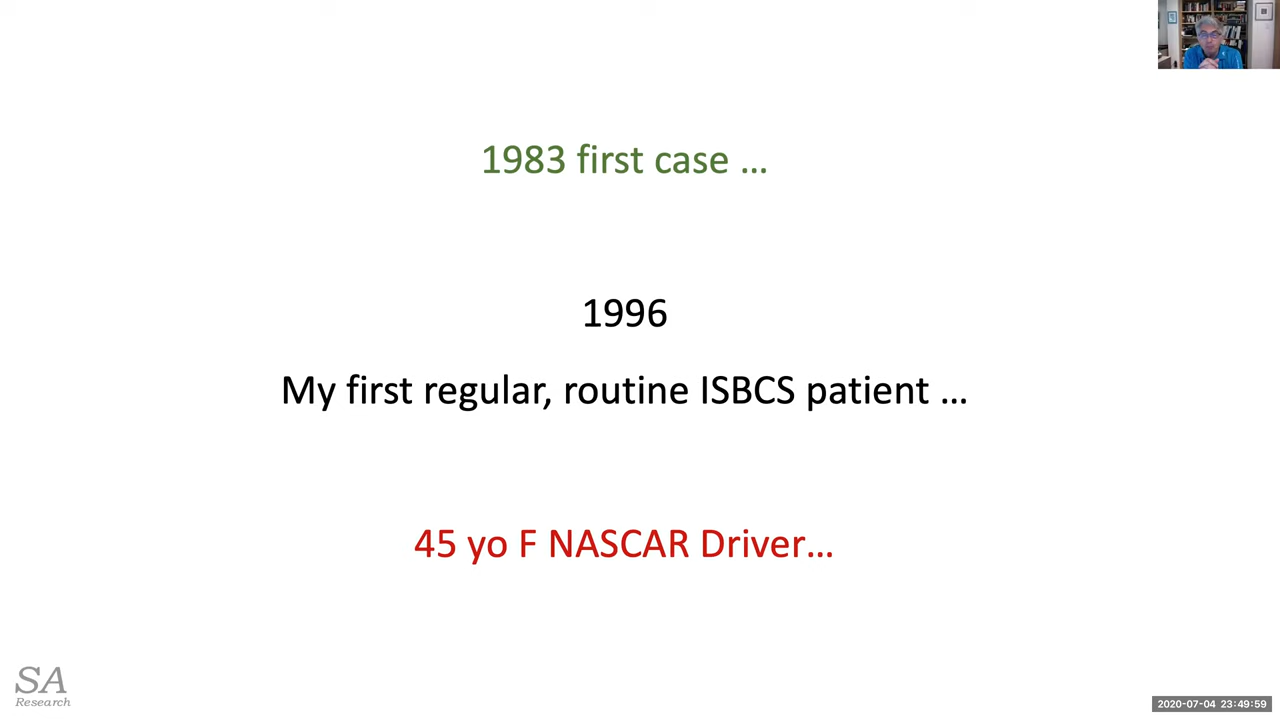 1983 first case …
1996
My first regular, routine ISBCS patient …
45 yo F NASCAR Driver…
SA
Research
2020-07-04 23:49:59